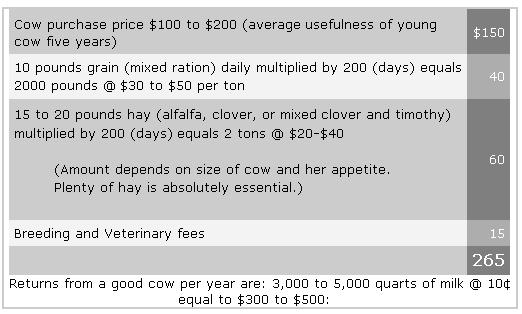 Cow purchase price $100 to $200 (average usefulness of young
cow five years) $150
10 pounds grain (mixed ration) daily multiplied by 200 (days) equals
2000 pounds @ $30 to $50 per ton 40
15 to 20 pounds hay (alfalfa, clover, or mixed clover and timothy)
multiplied by 200 (days) equals 2 tons @ $20-$40
(Amount depends on size of cow and her appetite.
Plenty of hay is absolutely essential.)
60
Breeding and Veterinary fees 15
265
Returns from a good cow per year are: 3,000 to 5,000 quarts of milk @ 10¢
equal to $300 to $500: